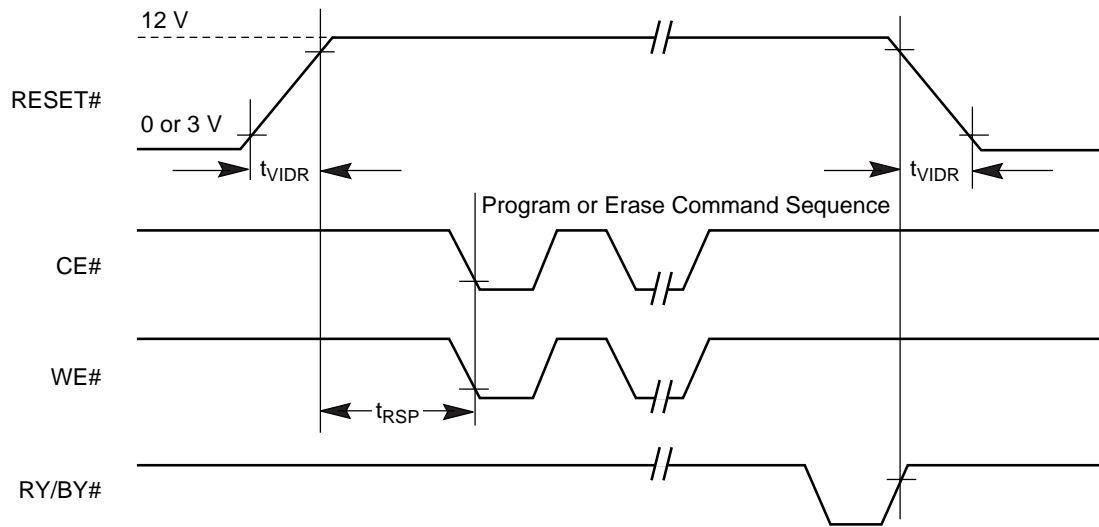 12 V
RESET#
0 or 3 V
tVIDR
tVIDR
Program or Erase Command Sequence
CE#
WE#
tRSP
RY/BY#